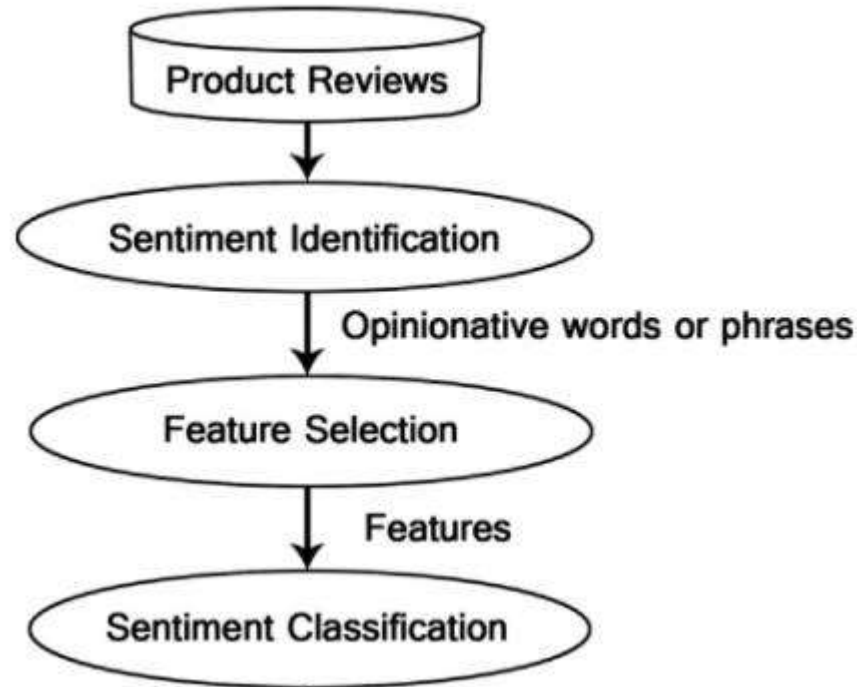 Product Reviews
Sentiment Identification
Opinionative words or phrases
Feature Selection
Features
Sentiment Classification